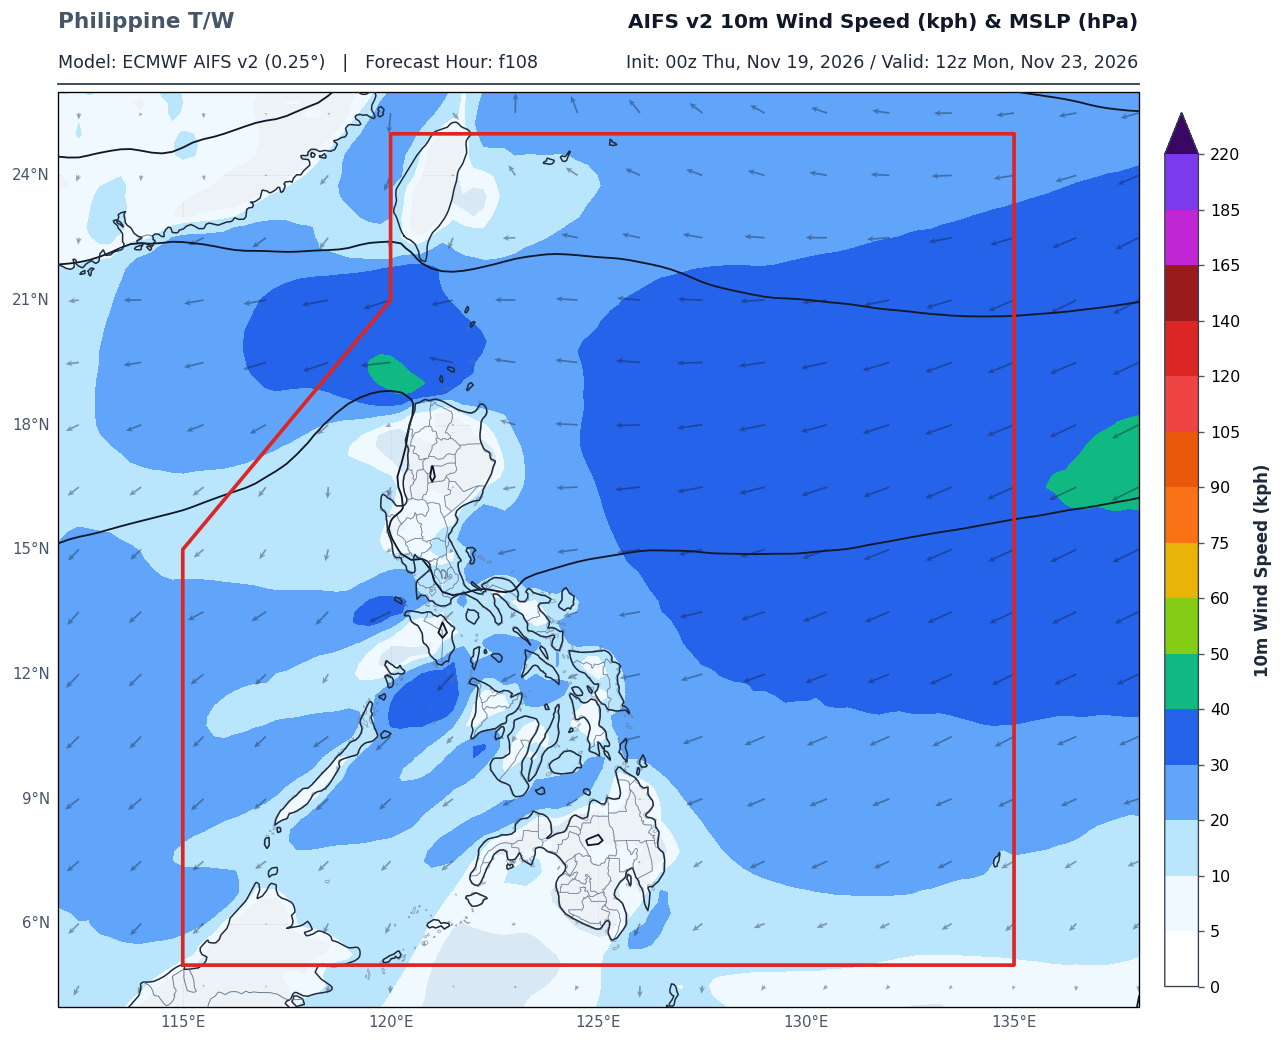 Philippine T/W
AIFS v2 10m Wind Speed (kph) & MSLP (hPa)
Model: ECMWF AIFS v2 (0.25°) | Forecast Hour: f108
Init: 00z Thu, Nov 19, 2026 / Valid: 12z Mon, Nov 23, 2026
24°N
21°N
18°N
15°N
12°N
9°N
6°N
115°E
120°E
125°E
130°E
135°E
220
185
165
140
120
105
90
75
60
50
40
30
20
10
5
0
10m Wind Speed (kph)